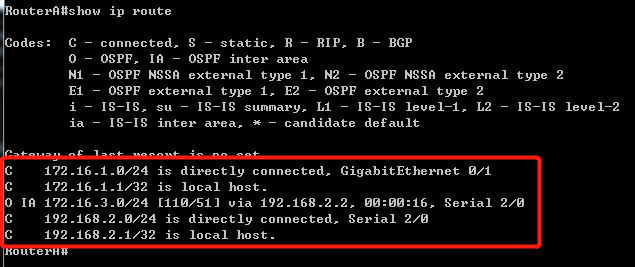 RouterA#show ip route
Codes:  C - connected, S - static, R - RIP, B - BGP
O - OSPF, IA - OSPF inter area
N1 - OSPF NSSA external type 1, N2 - OSPF NSSA external type 2
E1 - OSPF external type 1, E2 - OSPF external type 2
i - IS-IS, su - IS-IS summary, L1 - IS-IS level-1, L2 - IS-IS level-2
ia - IS-IS inter area, * - candidate default
Gateway of last resort is no set
C    172.16.1.0/24 is directly connected, GigabitEthernet 0/1
C    172.16.1.1/32 is local host.
O IA 172.16.3.0/24 [110/51] via 192.168.2.2, 00:00:16, Serial 2/0
C    192.168.2.0/24 is directly connected, Serial 2/0
C    192.168.2.1/32 is local host.
RouterA#